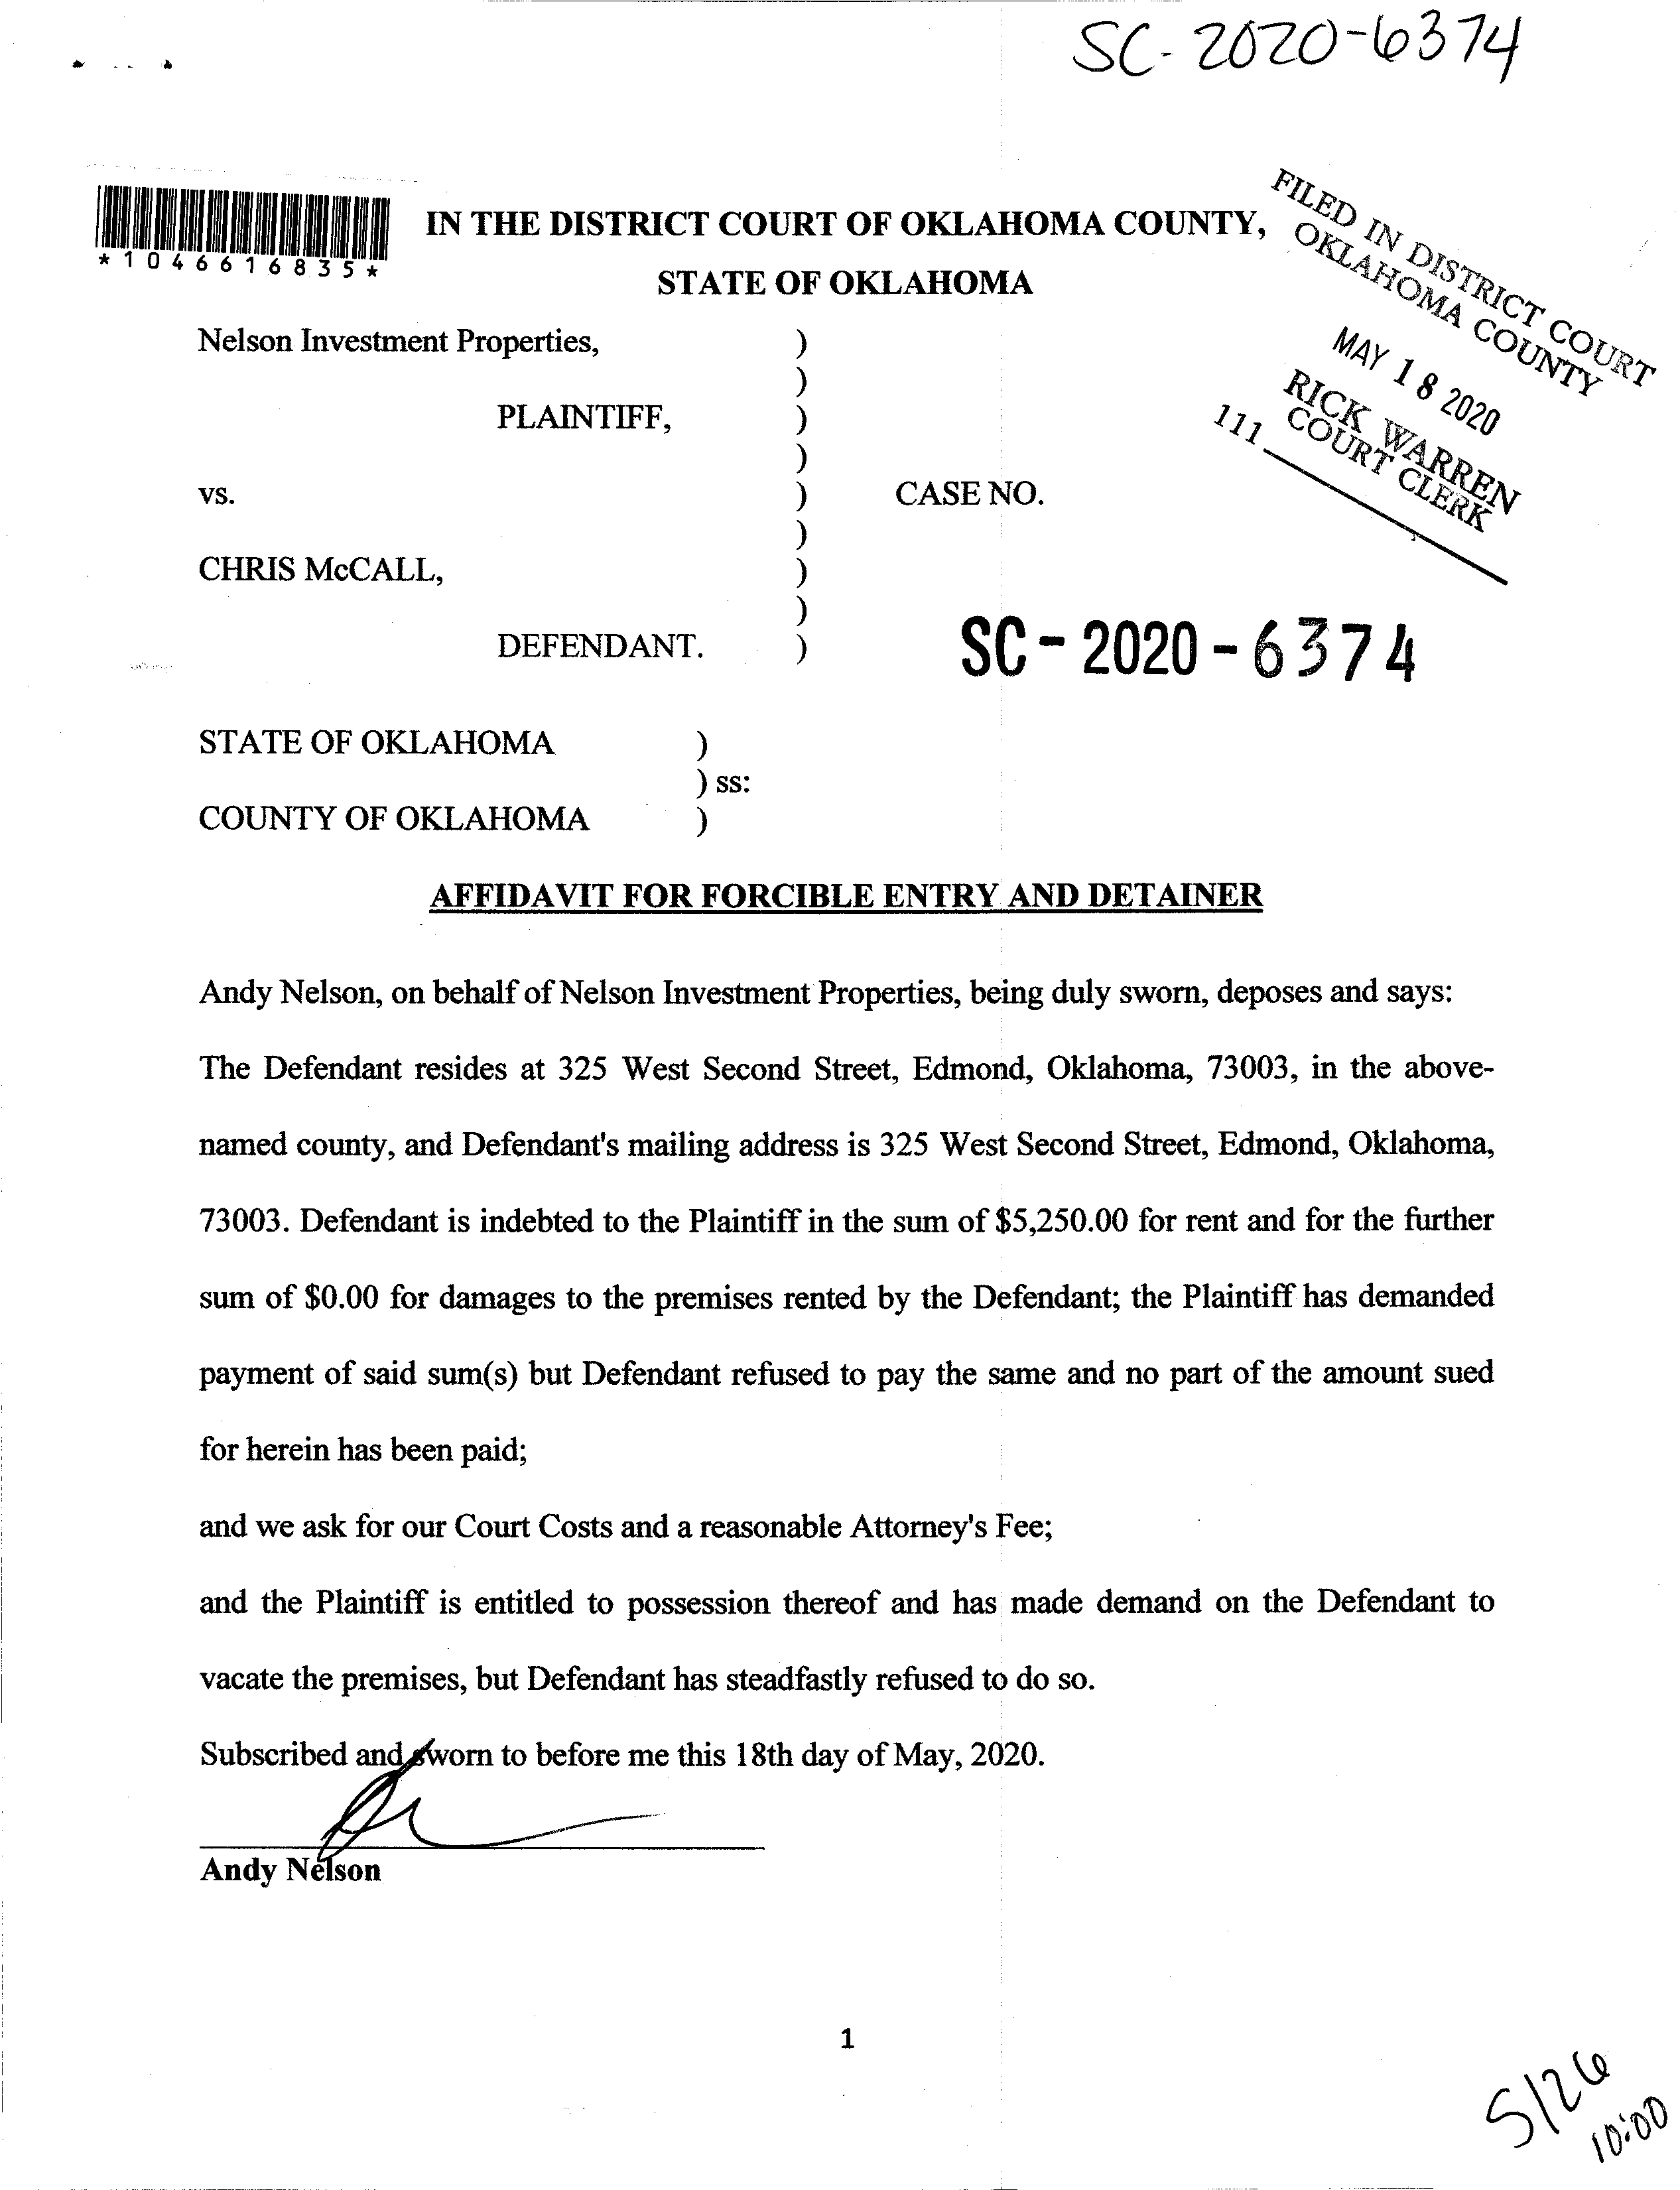 SC-2020-6374
*1046616835*
IN THE DISTRICT COURT OF OKLAHOMA COUNTY,
STATE OF OKLAHOMA
FILED IN DISTRICT COURT
OKLAHOMA COUNTY
MAY 18 2020
RICK WARREN
COURT CLERK
111
Nelson Investment Properties, )
)
PLAINTIFF, )
)
vs. ) CASE NO.
)
CHRIS McCALL, )
)
DEFENDANT. ) SC-2020-6374
STATE OF OKLAHOMA )
) ss:
COUNTY OF OKLAHOMA )
AFFIDAVIT FOR FORCIBLE ENTRY AND DETAINER
Andy Nelson, on behalf of Nelson Investment Properties, being duly sworn, deposes and says:
The Defendant resides at 325 West Second Street, Edmond, Oklahoma, 73003, in the above-
named county, and Defendant's mailing address is 325 West Second Street, Edmond, Oklahoma,
73003. Defendant is indebted to the Plaintiff in the sum of $5,250.00 for rent and for the further
sum of $0.00 for damages to the premises rented by the Defendant; the Plaintiff has demanded
payment of said sum(s) but Defendant refused to pay the same and no part of the amount sued
for herein has been paid;
and we ask for our Court Costs and a reasonable Attorney's Fee;
and the Plaintiff is entitled to possession thereof and has made demand on the Defendant to
vacate the premises, but Defendant has steadfastly refused to do so.
Subscribed and sworn to before me this 18th day of May, 2020.
Andy Nelson
1
5/26
10:00